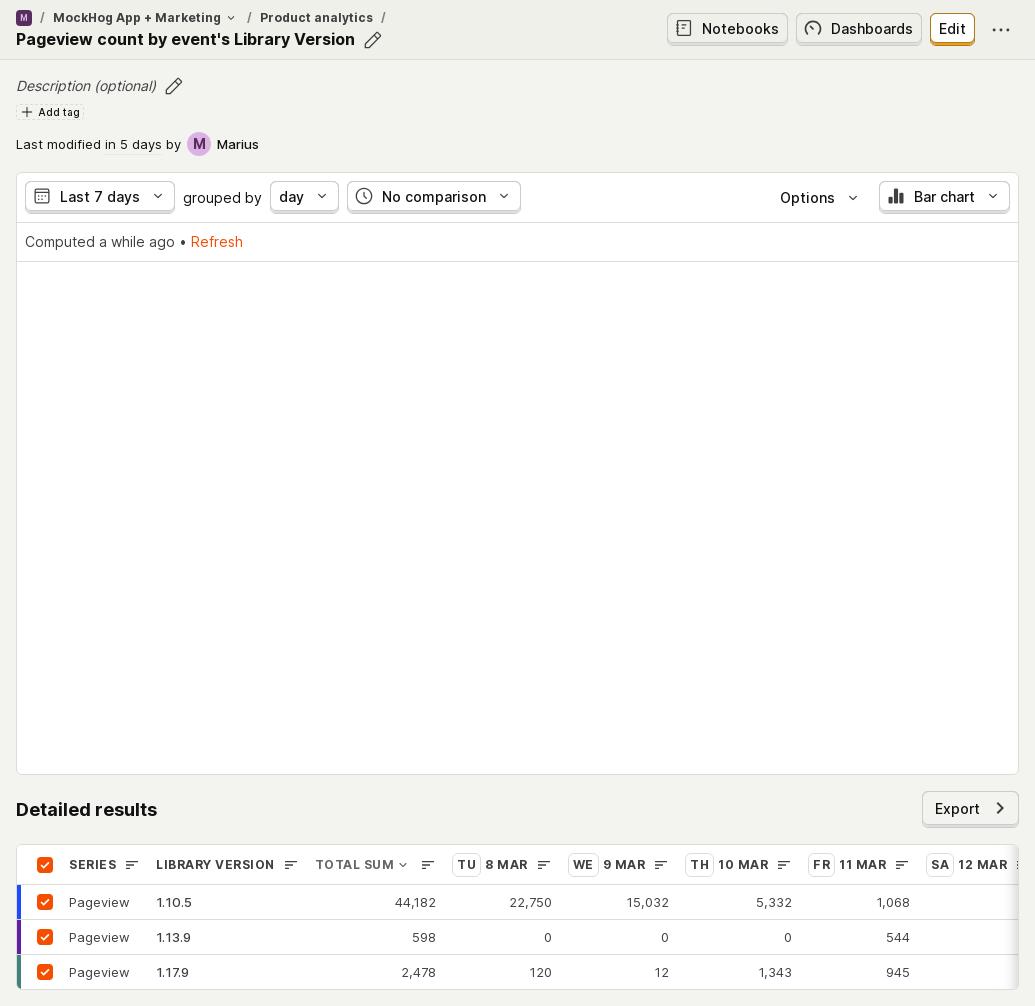 M / MockHog App + Marketing / Product analytics /
Pageview count by event's Library Version
Notebooks Dashboards Edit
Description (optional)
Add tag
Last modified in 5 days by M Marius
Last 7 days grouped by day No comparison Options Bar chart
Computed a while ago • Refresh
Detailed results
Export
SERIES LIBRARY VERSION TOTAL SUM TU 8 MAR WE 9 MAR TH 10 MAR FR 11 MAR SA 12 MAR
Pageview 1.10.5 44,182 22,750 15,032 5,332 1,068
Pageview 1.13.9 598 0 0 0 544
Pageview 1.17.9 2,478 120 12 1,343 945